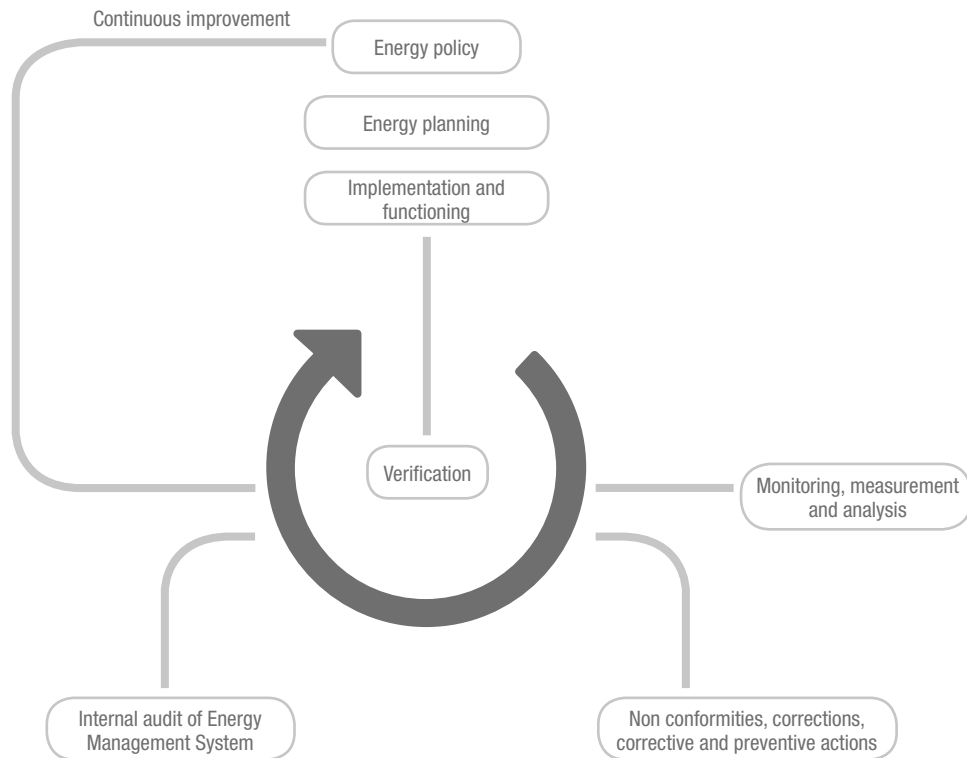 Continuous improvement
Energy policy
Energy planning
Implementation and
functioning
Verification
Monitoring, measurement
and analysis
Internal audit of Energy
Management System
Non conformities, corrections,
corrective and preventive actions